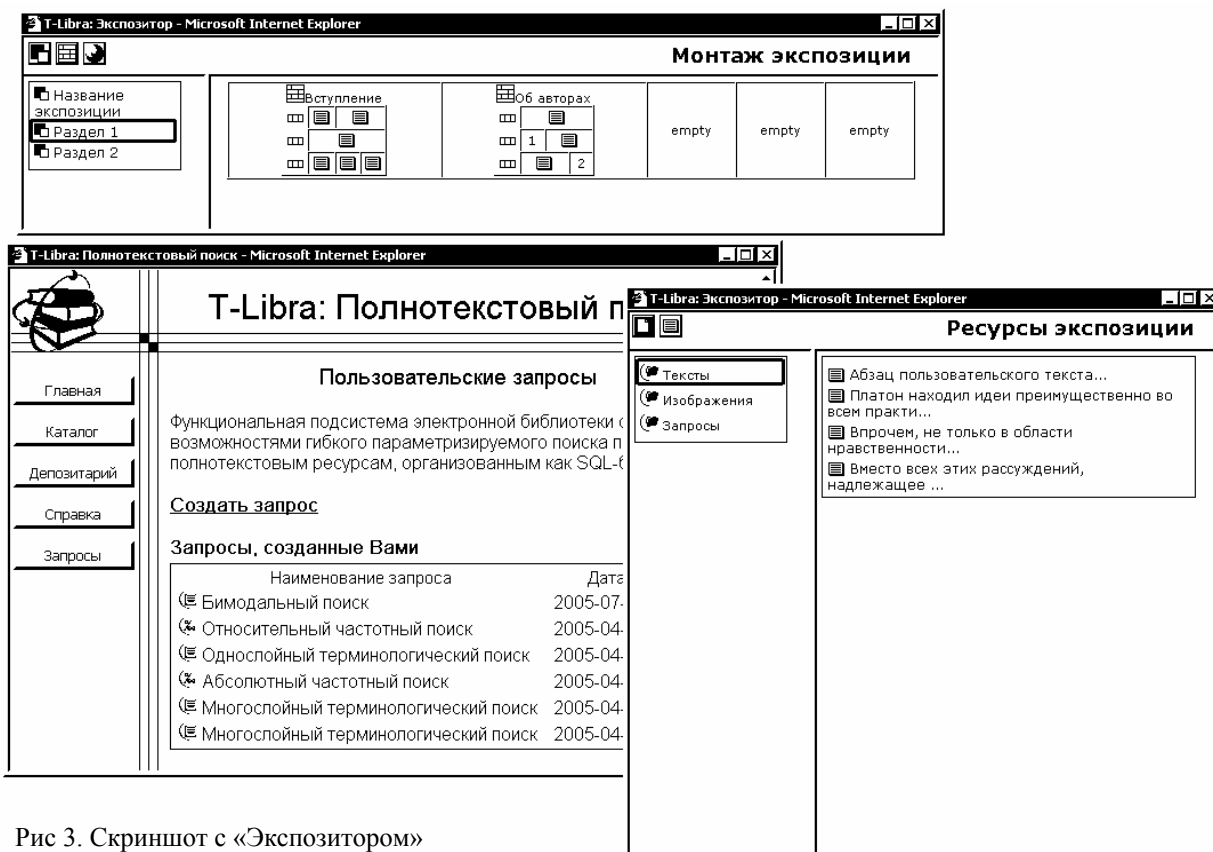 T-Libra: Экспозитор - Microsoft Internet Explorer
Монтаж экспозиции
Название
экспозиции
Раздел 1
Раздел 2
Вступление
Об авторах
1
2
empty
empty
empty
T-Libra: Полнотекстовый поиск - Microsoft Internet Explorer
T-Libra: Полнотекстовый п
Главная
Каталог
Депозитарий
Справка
Запросы
Пользовательские запросы
Функциональная подсистема электронной библиотеки с
возможностями гибкого параметризируемого поиска п
полнотекстовым ресурсам, организованным как SQL-б
Создать запрос
Запросы, созданные Вами
Наименование запроса Дата
Бимодальный поиск 2005-07-
Относительный частотный поиск 2005-04-
Однослойный терминологический поиск 2005-04-
Абсолютный частотный поиск 2005-04-
Многослойный терминологический поиск 2005-04-
Многослойный терминологический поиск 2005-04-
T-Libra: Экспозитор - Microsoft Internet Explorer
Ресурсы экспозиции
Тексты
Изображения
Запросы
Абзац пользовательского текста...
Платон находил идеи преимущественно во
всем практи...
Впрочем, не только в области
нравственности...
Вместо всех этих рассуждений,
надлежащее ...
Рис 3. Скриншот с «Экспозитором»